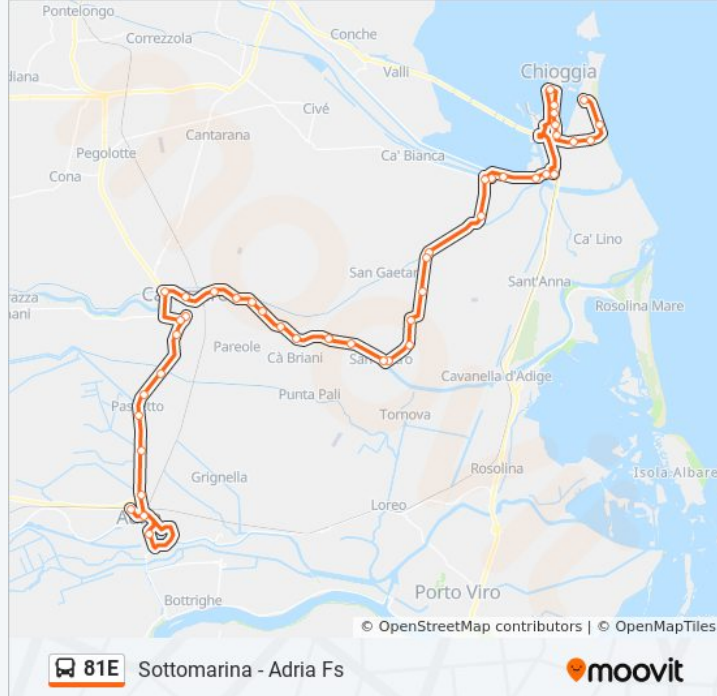 Pontelongo
Correzzola
Conche
Valli
Chioggia
Civé
Cantarana
Pegolotte
Ca' Bianca
Cona
Ca' Lino
Sant'Anna
Rosolina Mare
Pareole
Cà Briani
Cavanella d'Adige
Punta Pali
Tornova
Grignella
Rosolina
Isola Albare
Loreo
Porto Viro
Bottrighe
© OpenStreetMap contributors | © OpenMapTiles
81E Sottomarina - Adria Fs
moovit